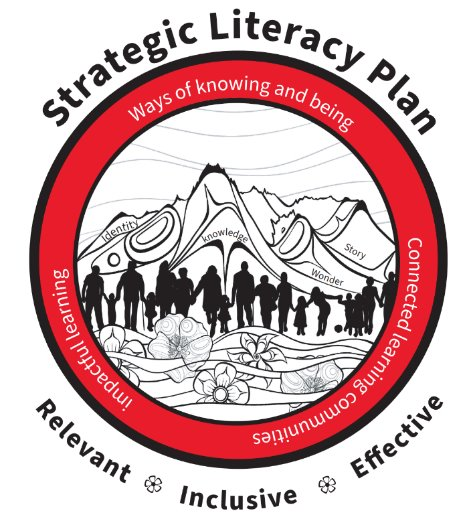 Strategic Literacy Plan
Ways of knowing and being
Identity
knowledge
Story
Wonder
Connected learning communities
impactful learning
Relevant
Inclusive
Effective